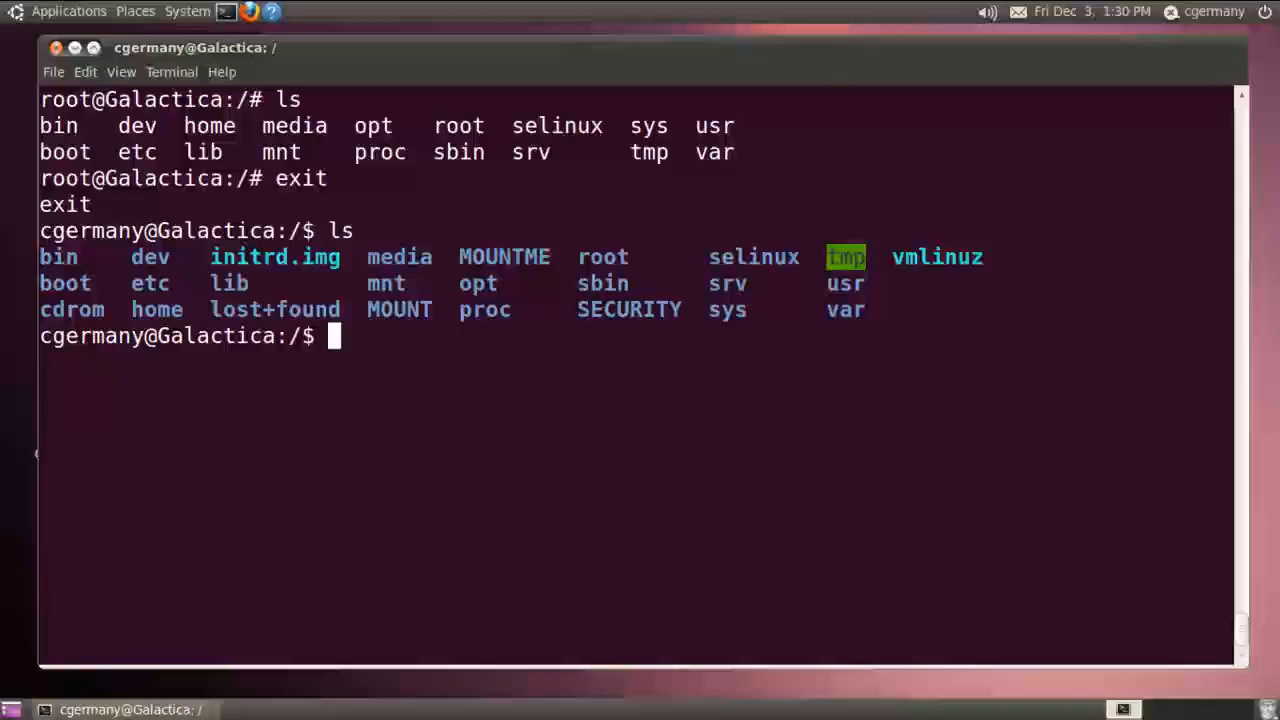 Applications Places System Fri Dec 3, 1:30 PM cgermany
cgermany@Galactica: /
File Edit View Terminal Help
root@Galactica:/# ls
bin dev home media opt root selinux sys usr
boot etc lib mnt proc sbin srv tmp var
root@Galactica:/# exit
exit
cgermany@Galactica:/$ ls
bin dev initrd.img media MOUNTME root selinux tmp vmlinuz
boot etc lib mnt opt sbin srv usr
cdrom home lost+found MOUNT proc SECURITY sys var
cgermany@Galactica:/$
cgermany@Galactica: /